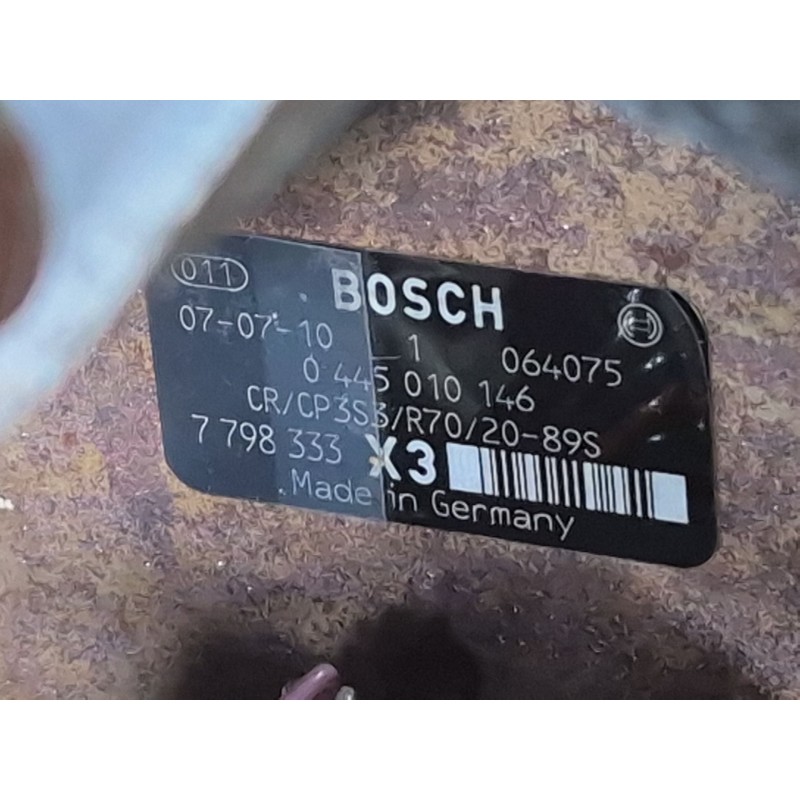 011
BOSCH
07-07-10 1 064075
0 445 010 146
CR/CP3S3/R70/20-89S
7 798 333 X3
Made in Germany